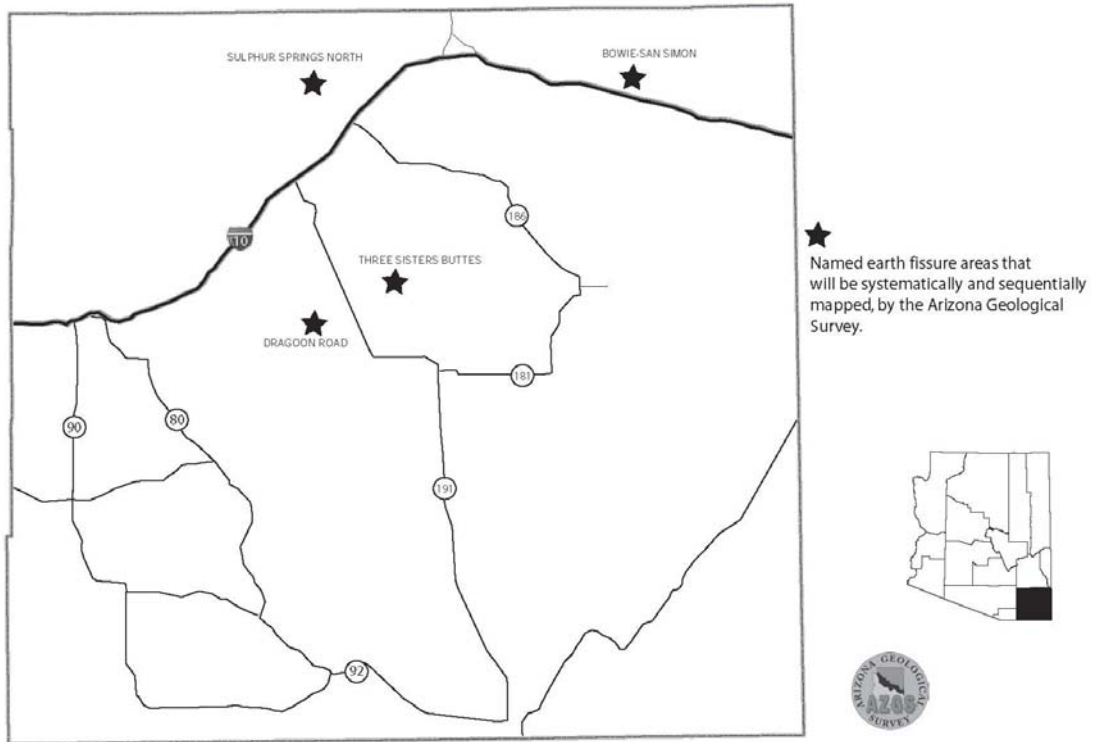 SULPHUR SPRINGS NORTH
BOWIE-SAN SIMON
186
10
THREE SISTERS BUTTES
DRAGOON ROAD
181
90
80
191
92
Named earth fissure areas that
will be systematically and sequentially
mapped, by the Arizona Geological
Survey.
ARIZONA GEOLOGICAL
AZGS
SURVEY